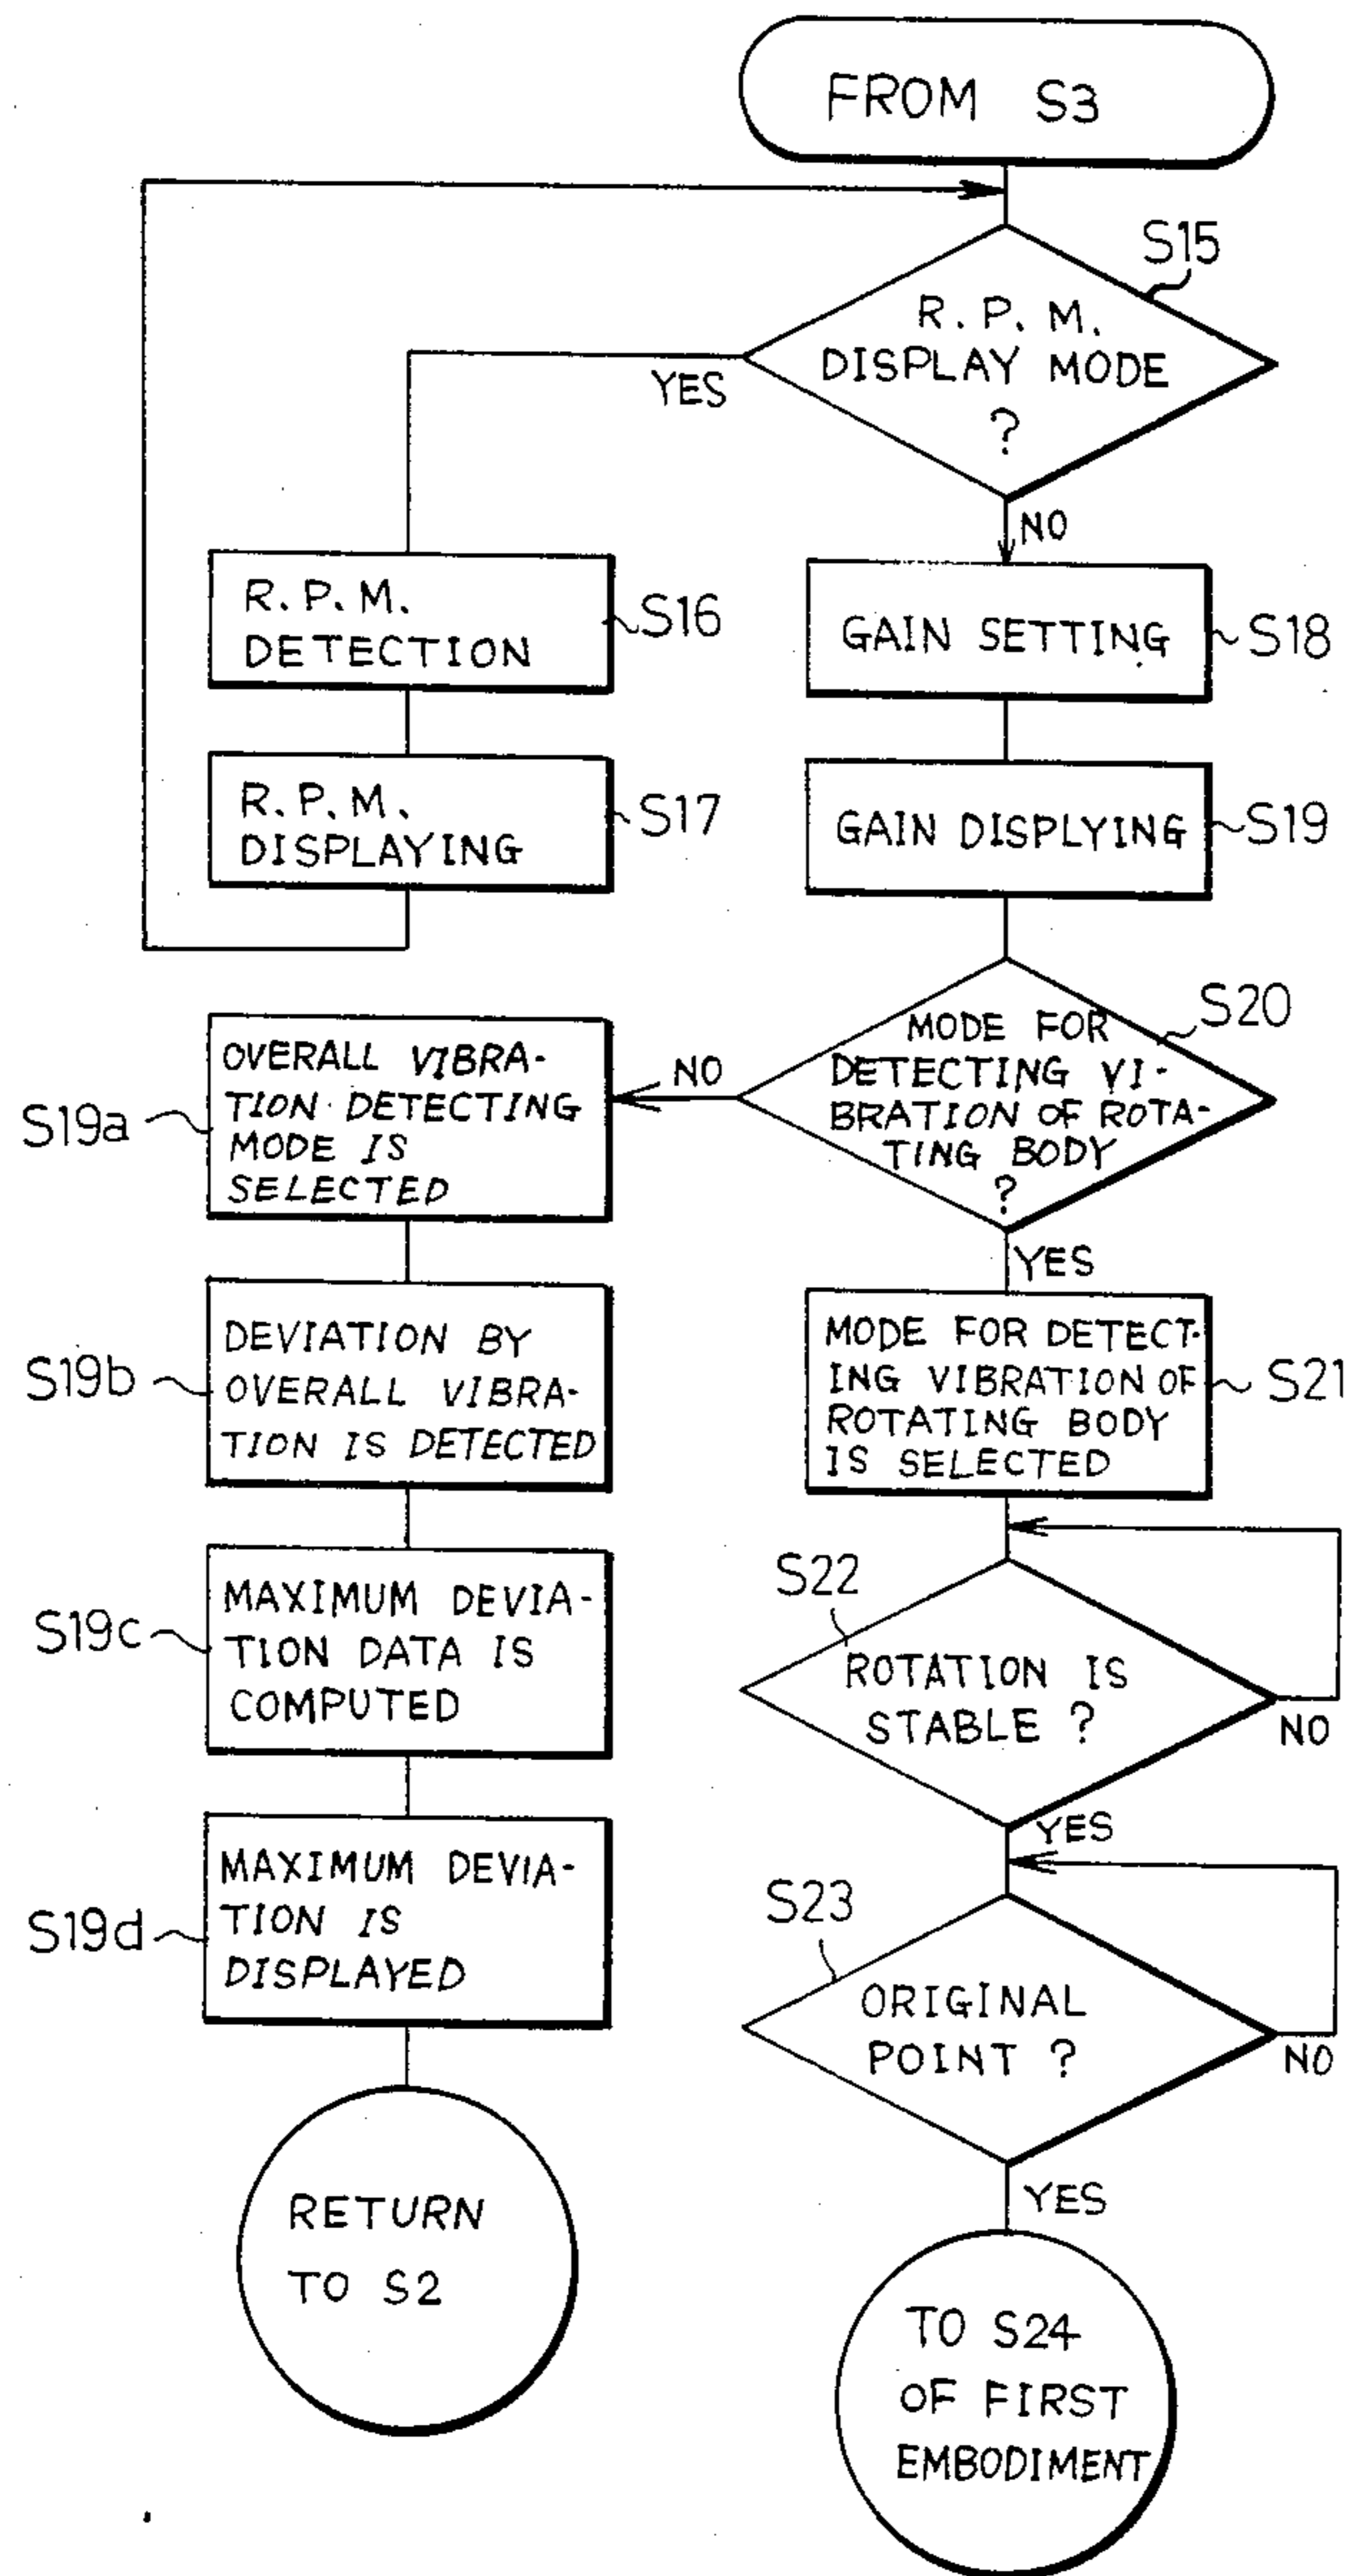 FROM S3
S15
R. P. M.
DISPLAY MODE
?
YES
NO
R. P. M.
DETECTION
S16
GAIN SETTING
S18
R. P. M.
DISPLAYING
S17
GAIN DISPLYING
S19
S20
MODE FOR
DETECTING VI-
BRATION OF ROTA-
TING BODY
?
NO
YES
S19a
OVERALL VIBRA-
TION DETECTING
MODE IS
SELECTED
MODE FOR DETECT-
ING VIBRATION OF
ROTATING BODY
IS SELECTED
S21
S19b
DEVIATION BY
OVERALL VIBRA-
TION IS DETECTED
S22
ROTATION IS
STABLE ?
NO
YES
S19c
MAXIMUM DEVIA-
TION DATA IS
COMPUTED
S19d
MAXIMUM DEVIA-
TION IS
DISPLAYED
S23
ORIGINAL
POINT ?
NO
YES
RETURN
TO S2
TO S24
OF FIRST
EMBODIMENT